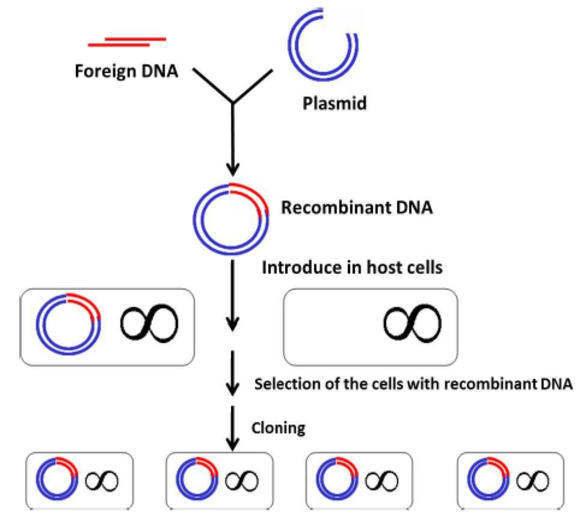 Foreign DNA
Plasmid
Recombinant DNA
Introduce in host cells
Selection of the cells with recombinant DNA
Cloning